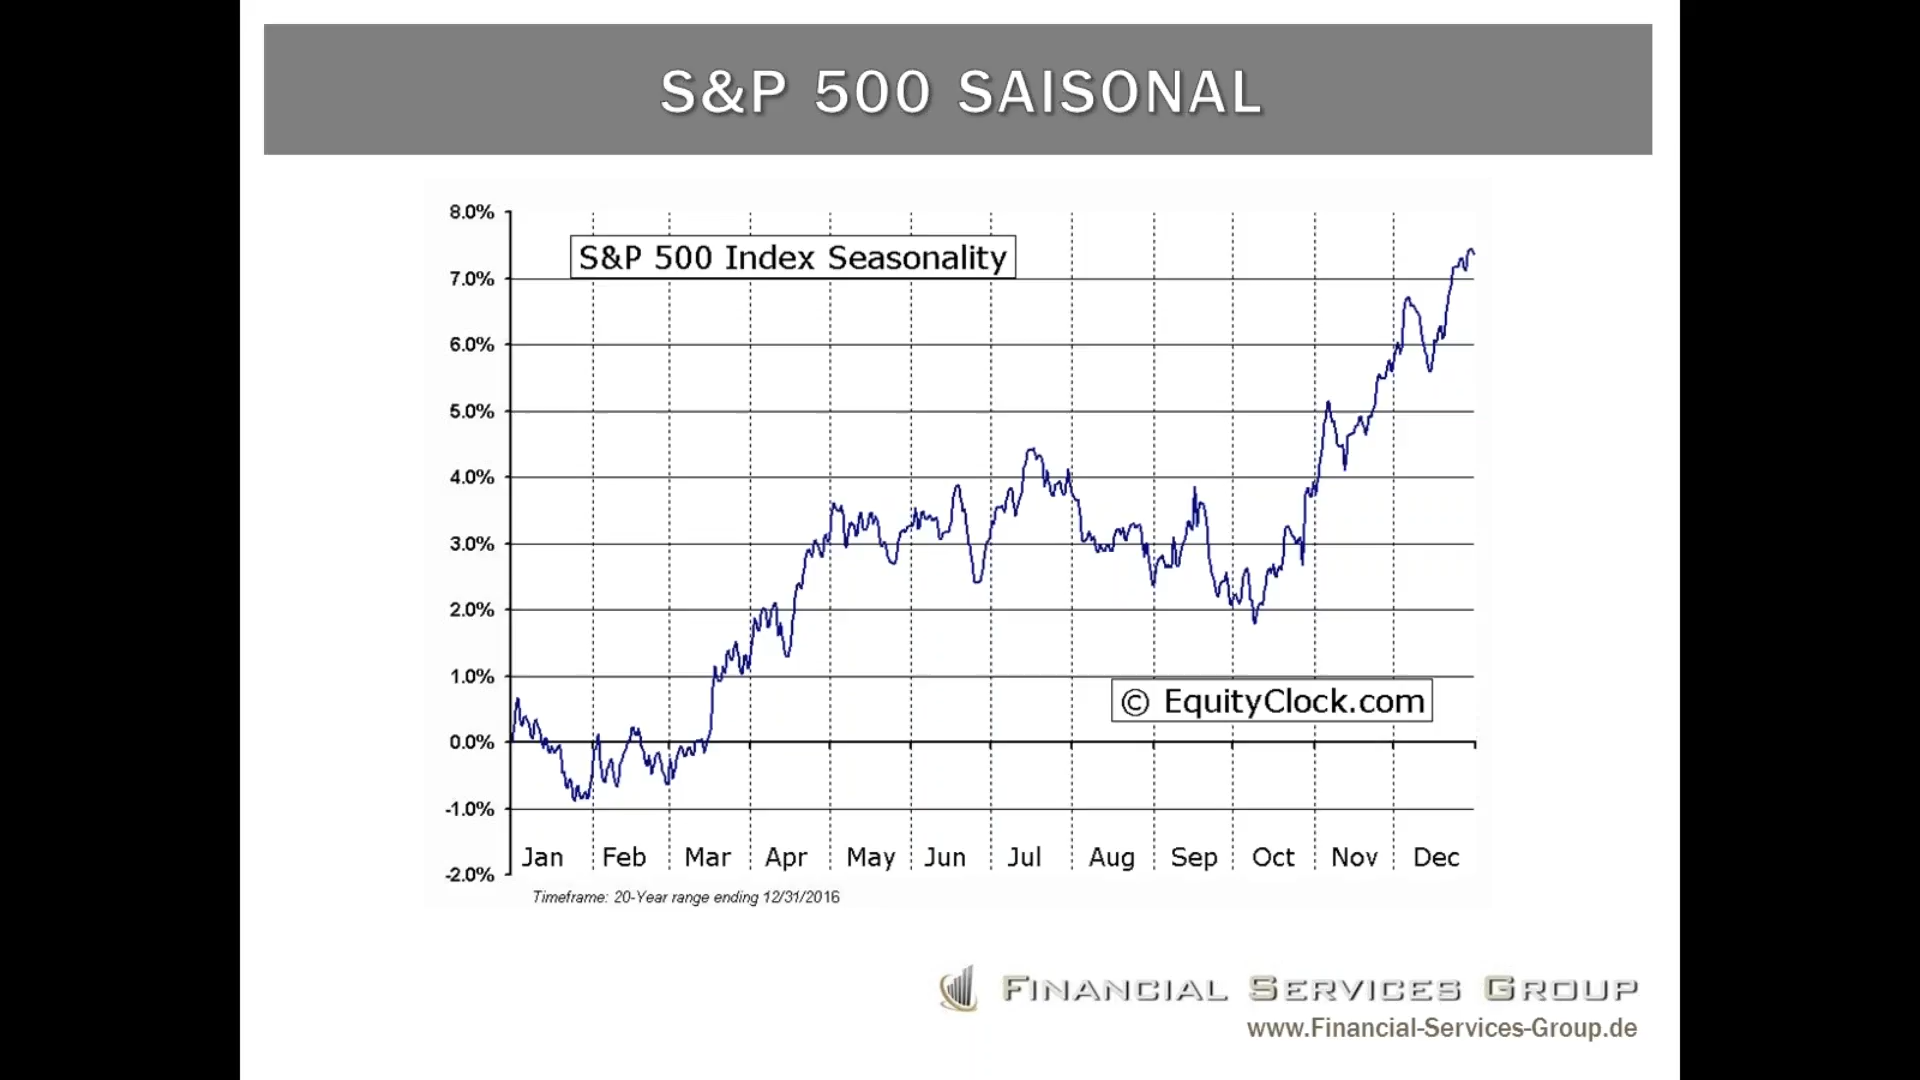 S&P 500 SAISONAL
8.0%
S&P 500 Index Seasonality
7.0%
6.0%
5.0%
4.0%
3.0%
2.0%
1.0%
© EquityClock.com
0.0%
-1.0%
Jan Feb Mar Apr May Jun Jul Aug Sep Oct Nov Dec
-2.0%
Timeframe: 20-Year range ending 12/31/2016
FINANCIAL SERVICES GROUP
www.Financial-Services-Group.de